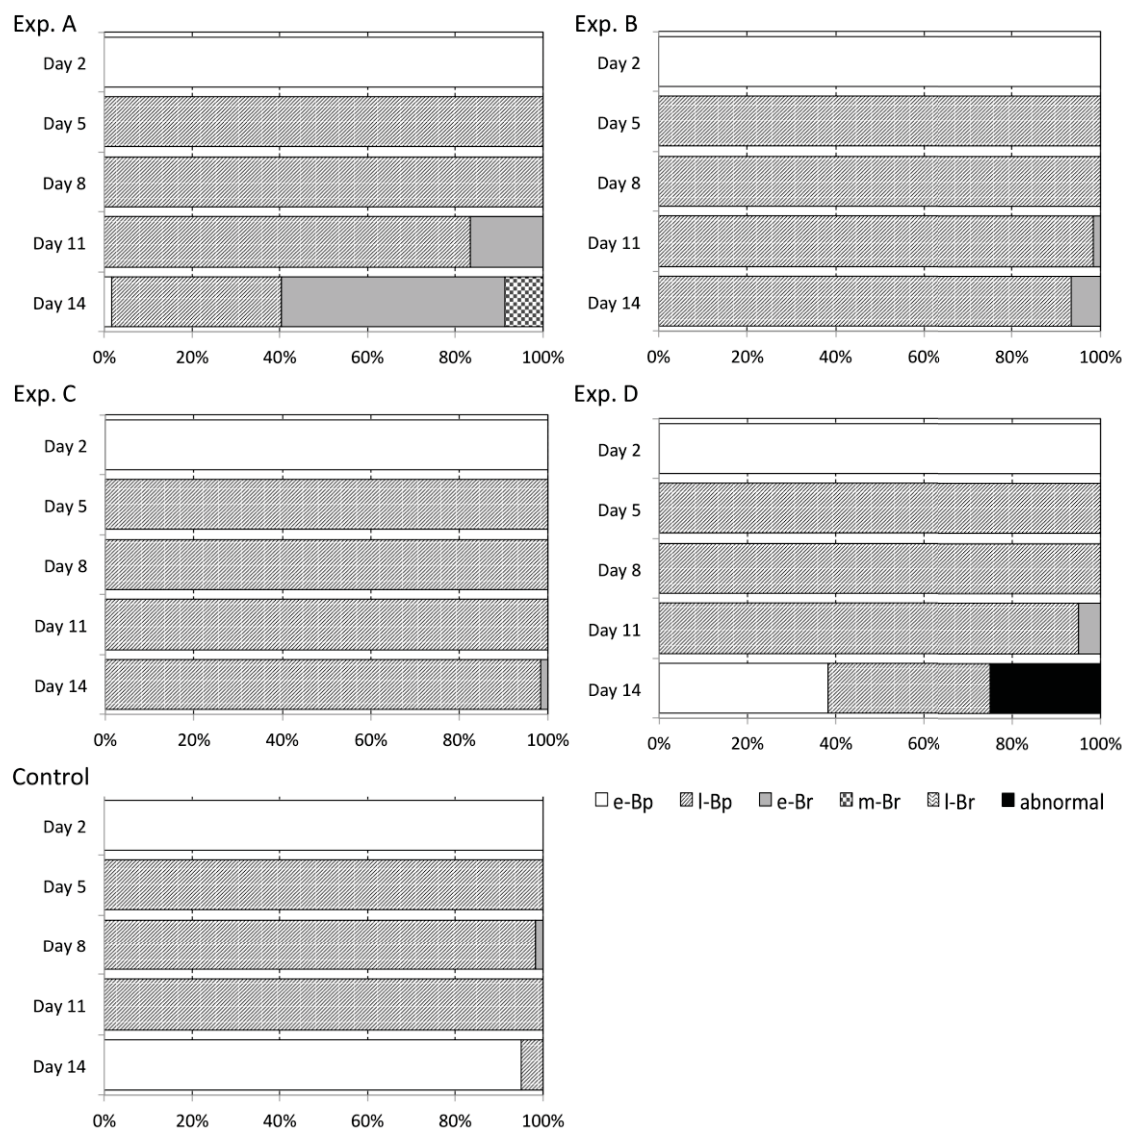 Exp. A
Day 2
Day 5
Day 8
Day 11
Day 14
0% 20% 40% 60% 80% 100%
Exp. B
Day 2
Day 5
Day 8
Day 11
Day 14
0% 20% 40% 60% 80% 100%
Exp. C
Day 2
Day 5
Day 8
Day 11
Day 14
0% 20% 40% 60% 80% 100%
Exp. D
Day 2
Day 5
Day 8
Day 11
Day 14
0% 20% 40% 60% 80% 100%
Control
Day 2
Day 5
Day 8
Day 11
Day 14
0% 20% 40% 60% 80% 100%
e-Bp l-Bp e-Br m-Br l-Br abnormal